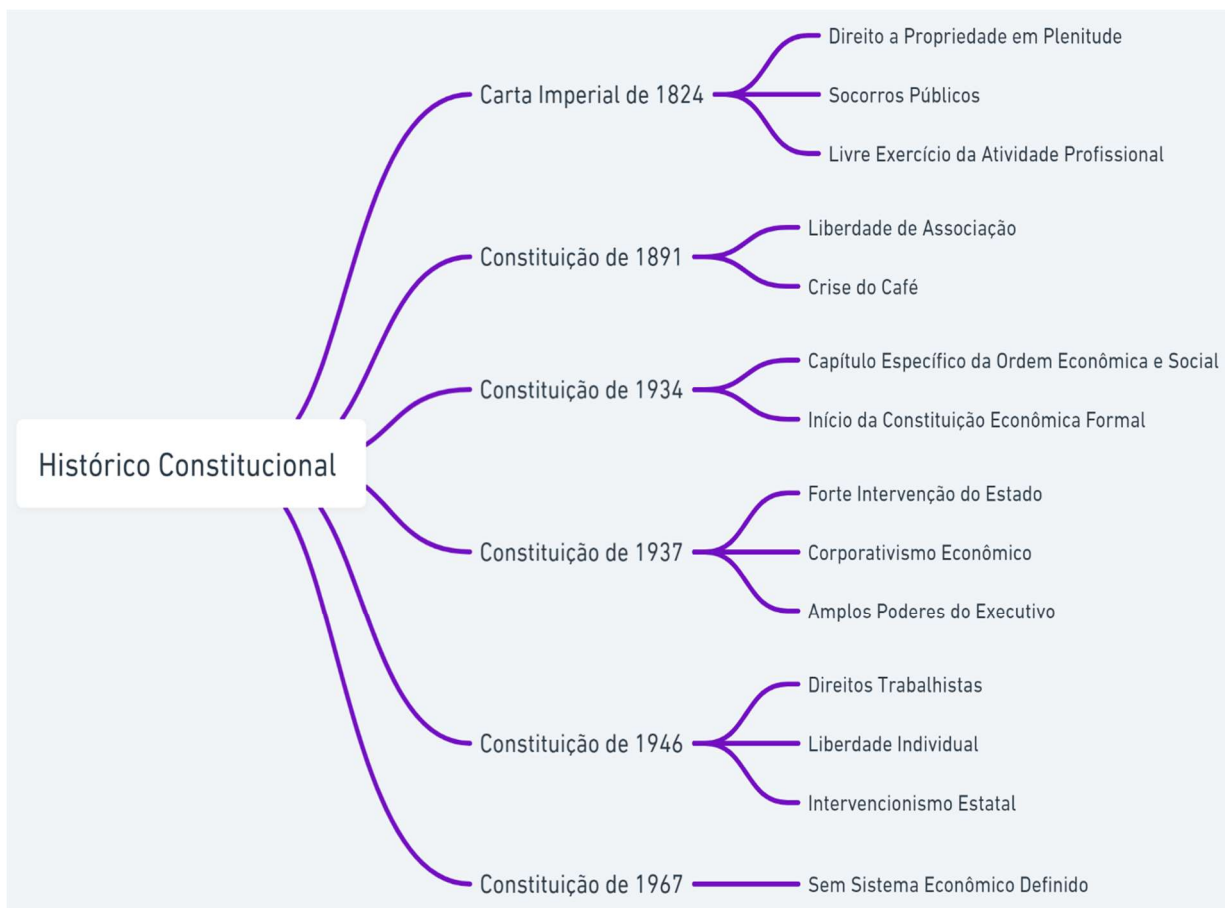 Histórico Constitucional
Carta Imperial de 1824
Direito a Propriedade em Plenitude
Socorros Públicos
Livre Exercício da Atividade Profissional
Constituição de 1891
Liberdade de Associação
Crise do Café
Constituição de 1934
Capítulo Específico da Ordem Econômica e Social
Início da Constituição Econômica Formal
Constituição de 1937
Forte Intervenção do Estado
Corporativismo Econômico
Amplos Poderes do Executivo
Constituição de 1946
Direitos Trabalhistas
Liberdade Individual
Intervencionismo Estatal
Constituição de 1967
Sem Sistema Econômico Definido